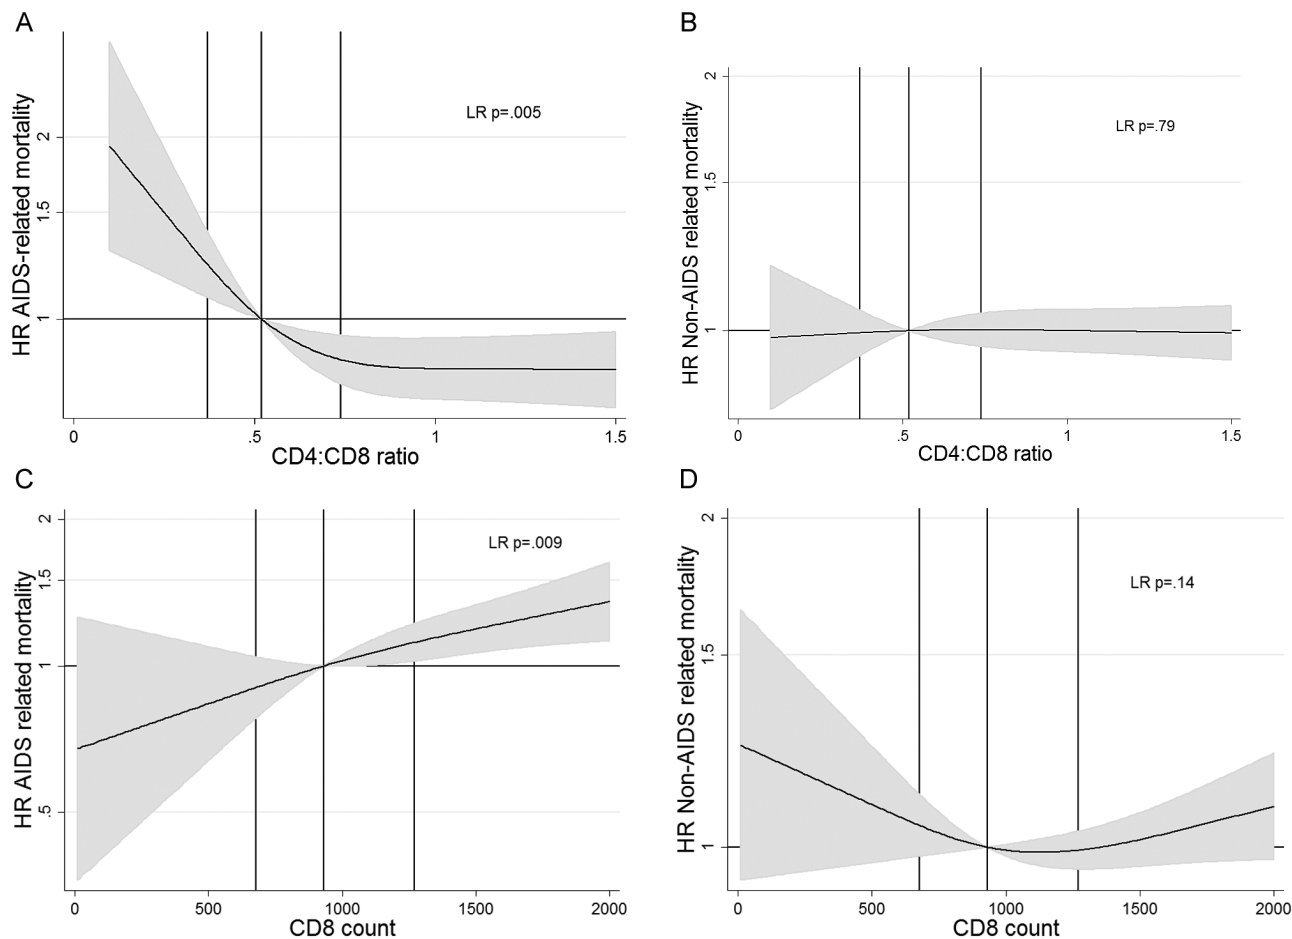 A
HR AIDS-related mortality
2
1.5
1
LR p=.005
0
.5
1
1.5
CD4:CD8 ratio
B
HR Non-AIDS related mortality
2
1.5
1
LR p=.79
0
.5
1
1.5
CD4:CD8 ratio
C
HR AIDS related mortality
2
1.5
1
.5
LR p=.009
0
500
1000
1500
2000
CD8 count
D
HR Non-AIDS related mortality
2
1.5
1
LR p=.14
0
500
1000
1500
2000
CD8 count